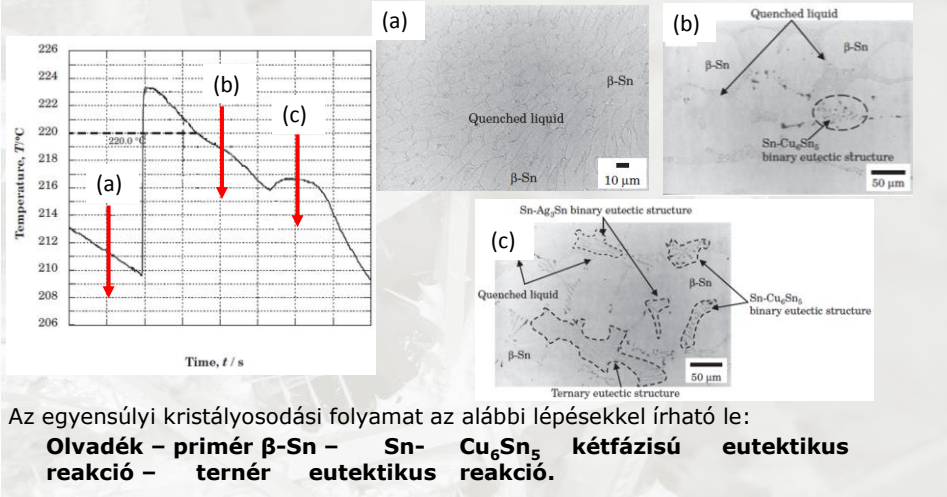 226
224
222
220
218
216
214
212
210
208
206
Temperature, T/°C
220.0 °C
(a)
(b)
(c)
Time, t / s
(a)
β-Sn
Quenched liquid
β-Sn
10 μm
(b)
Quenched liquid
β-Sn
β-Sn
Sn-Cu₆Sn₅
binary eutectic structure
50 μm
Sn-Ag₃Sn binary eutectic structure
(c)
β-Sn
Quenched liquid
Sn-Cu₆Sn₅
binary eutectic structure
β-Sn
50 μm
Ternary eutectic structure
Az egyensúlyi kristályosodási folyamat az alábbi lépésekkel írható le:
Olvadék – primér β-Sn – Sn- Cu₆Sn₅ kétfázisú eutektikus
reakció – ternér eutektikus reakció.